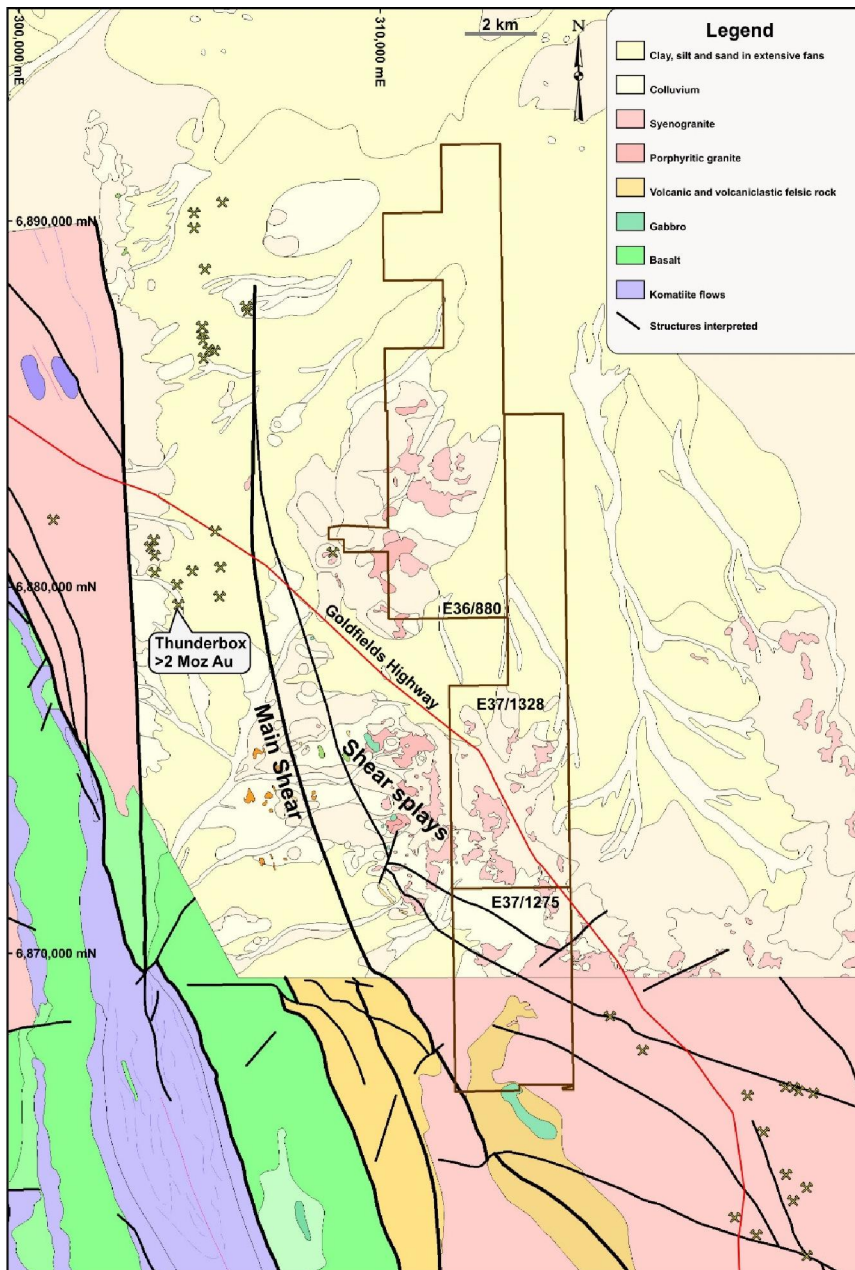 300,000 mE
310,000 mE
2 km
N
Legend
Clay, silt and sand in extensive fans
Colluvium
Syenogranite
Porphyritic granite
Volcanic and volcaniclastic felsic rock
Gabbro
Basalt
Komatiite flows
Structures interpreted
6,890,000 mN
6,880,000 mN
E36/880
Thunderbox
>2 Moz Au
Goldfields Highway
E37/1328
Main Shear
Shear splays
E37/1275
6,870,000 mN